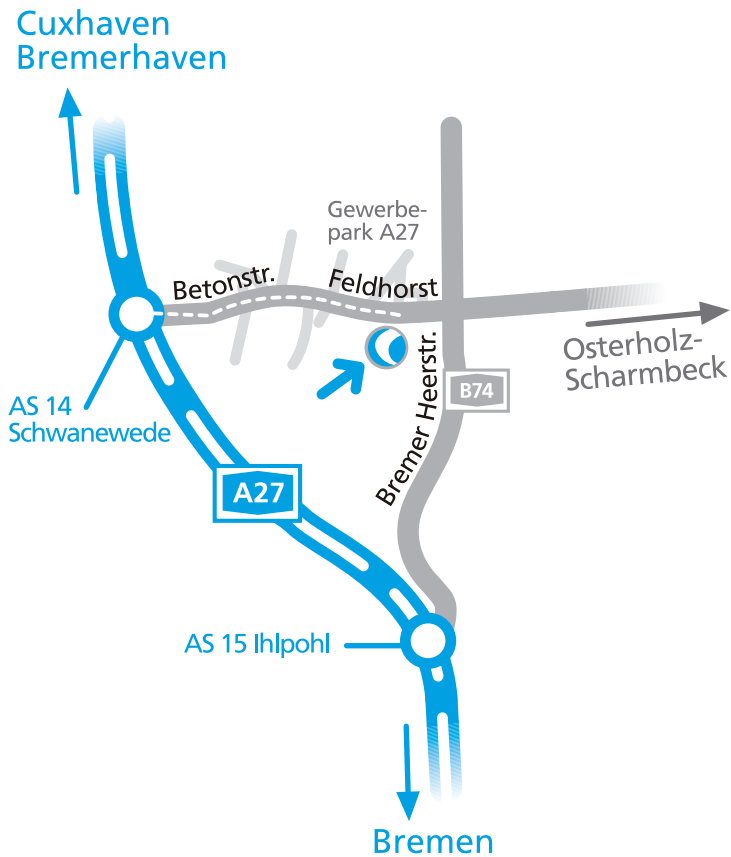 Cuxhaven
Bremerhaven
Gewerbe-
park A27
Betonstr.
Feldhorst
Osterholz-
Scharmbeck
Bremer Heerstr.
B74
AS 14
Schwanewede
A27
AS 15 Ihlpohl
Bremen